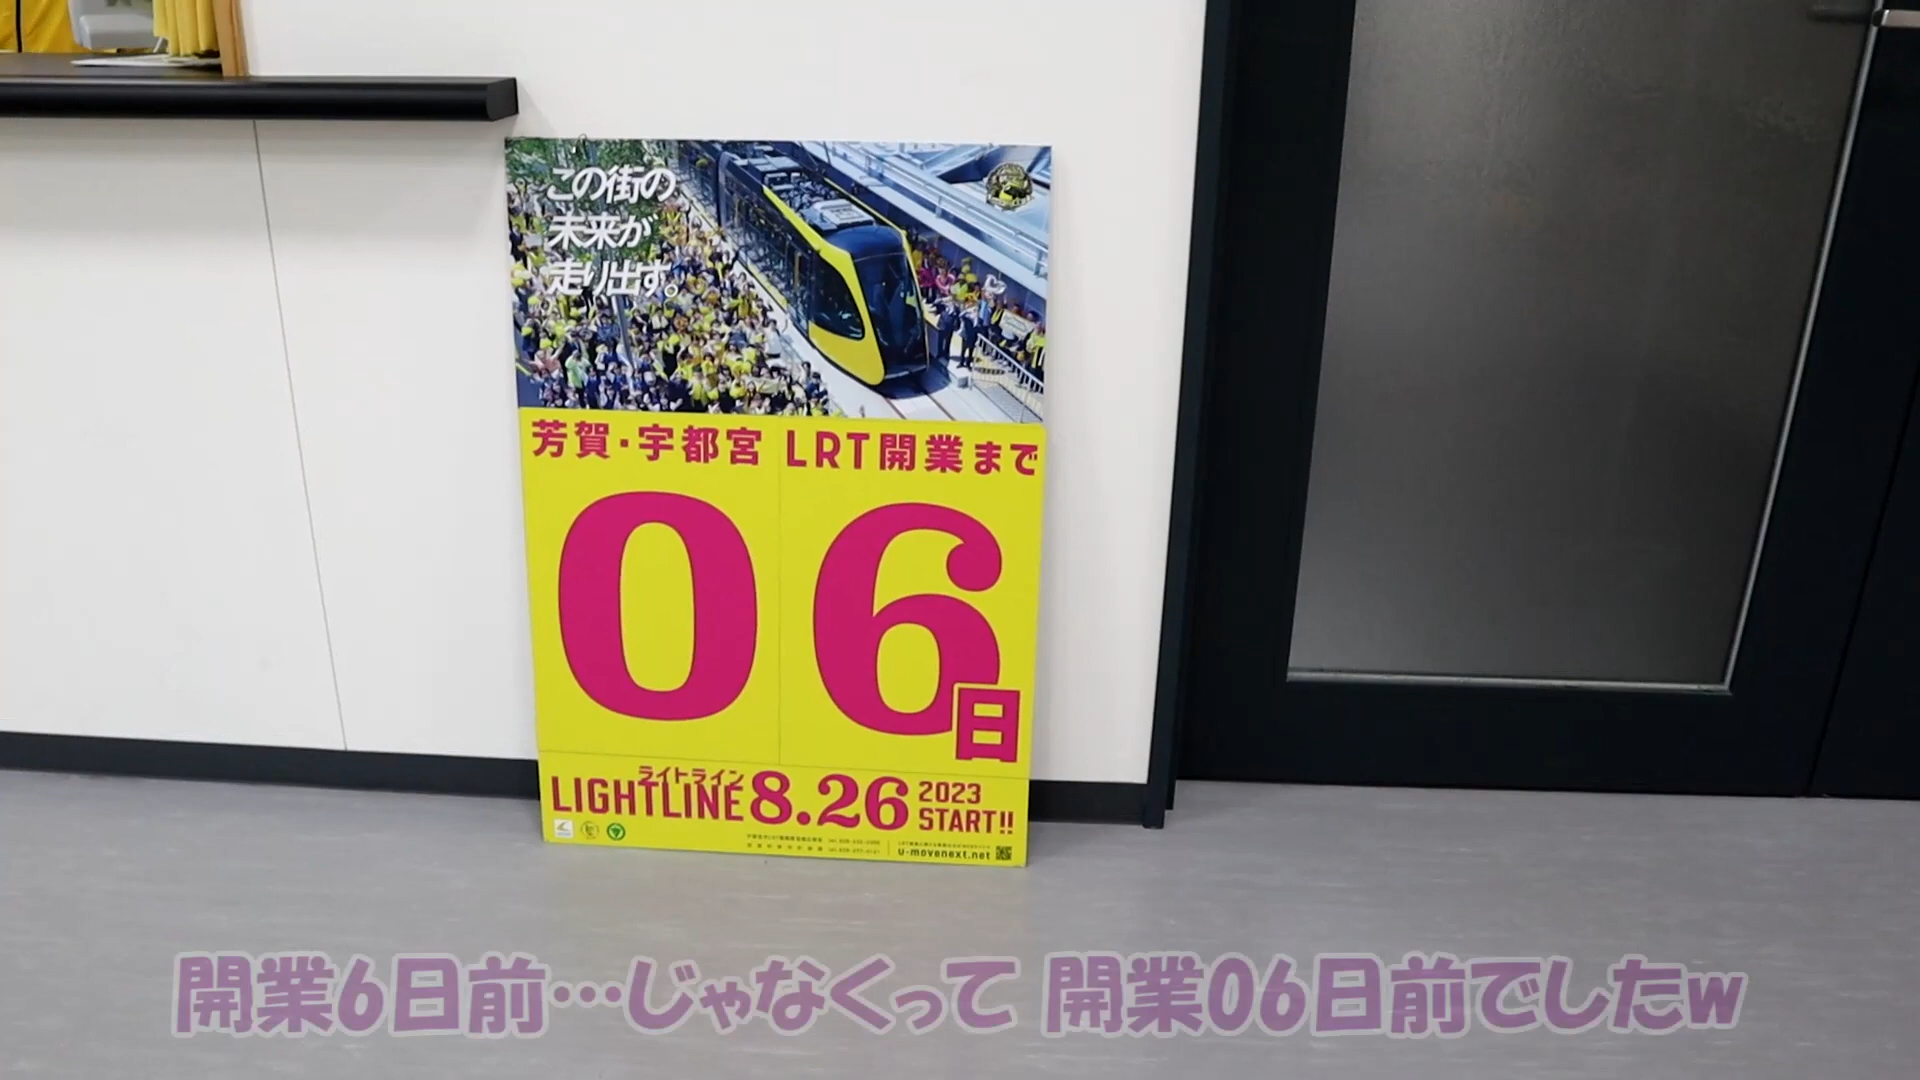 この街の
未来が
走り出す。
芳賀・宇都宮 LRT開業まで
06日
ライトライン
LIGHTLINE 8.26 2023 START!!
u-movenext.net
開業6日前…じゃなくって 開業06日前でしたw